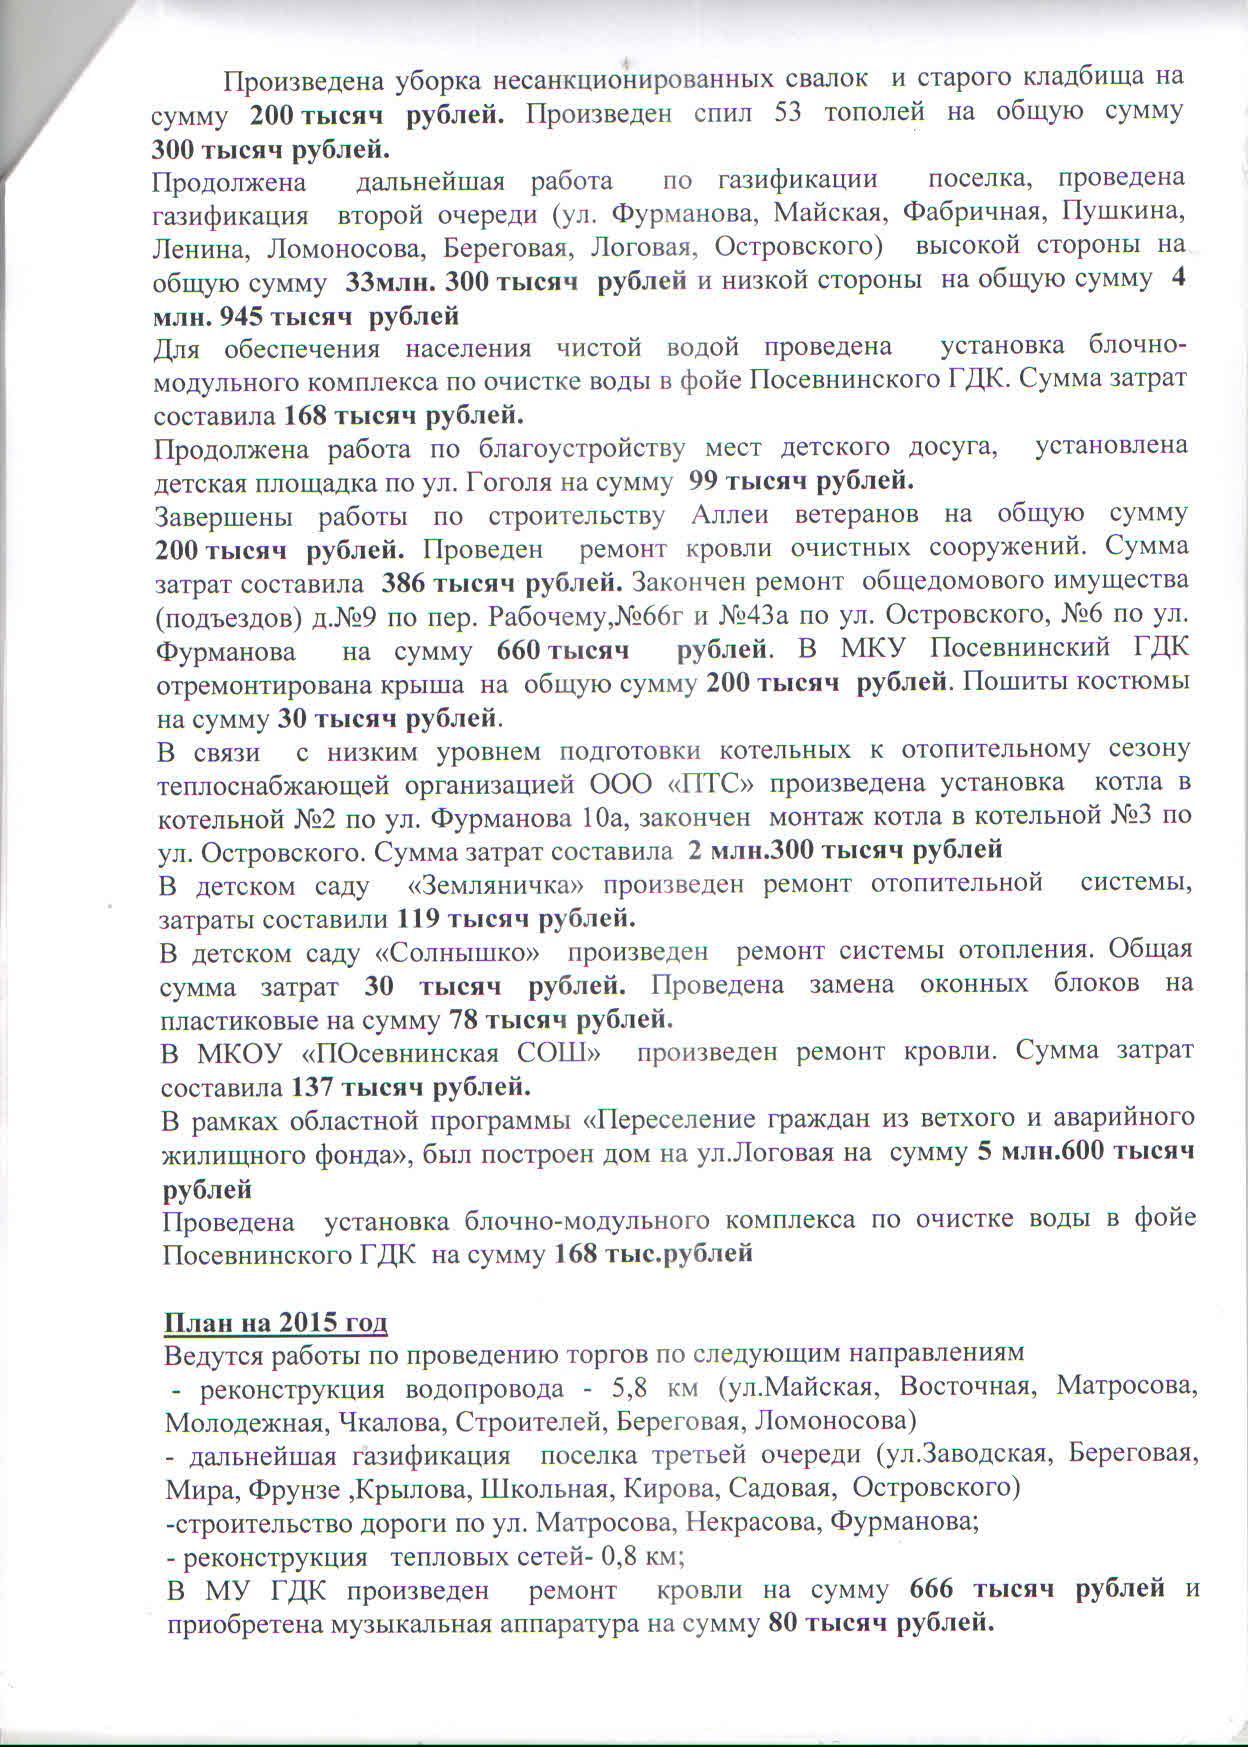 Произведена уборка несанкционированных свалок и старого кладбища на
сумму 200 тысяч рублей. Произведен спил 53 тополей на общую сумму
300 тысяч рублей.
Продолжена дальнейшая работа по газификации поселка, проведена
газификация второй очереди (ул. Фурманова, Майская, Фабричная, Пушкина,
Ленина, Ломоносова, Береговая, Логовая, Островского) высокой стороны на
общую сумму 33млн. 300 тысяч рублей и низкой стороны на общую сумму 4
млн. 945 тысяч рублей
Для обеспечения населения чистой водой проведена установка блочно-
модульного комплекса по очистке воды в фойе Посевнинского ГДК. Сумма затрат
составила 168 тысяч рублей.
Продолжена работа по благоустройству мест детского досуга, установлена
детская площадка по ул. Гоголя на сумму 99 тысяч рублей.
Завершены работы по строительству Аллеи ветеранов на общую сумму
200 тысяч рублей. Проведен ремонт кровли очистных сооружений. Сумма
затрат составила 386 тысяч рублей. Закончен ремонт общедомового имущества
(подъездов) д.№9 по пер. Рабочему,№66г и №43а по ул. Островского, №6 по ул.
Фурманова на сумму 660 тысяч рублей. В МКУ Посевнинский ГДК
отремонтирована крыша на общую сумму 200 тысяч рублей. Пошиты костюмы
на сумму 30 тысяч рублей.
В связи с низким уровнем подготовки котельных к отопительному сезону
теплоснабжающей организацией ООО «ПТС» произведена установка котла в
котельной №2 по ул. Фурманова 10а, закончен монтаж котла в котельной №3 по
ул. Островского. Сумма затрат составила 2 млн.300 тысяч рублей
В детском саду «Земляничка» произведен ремонт отопительной системы,
затраты составили 119 тысяч рублей.
В детском саду «Солнышко» произведен ремонт системы отопления. Общая
сумма затрат 30 тысяч рублей. Проведена замена оконных блоков на
пластиковые на сумму 78 тысяч рублей.
В МКОУ «ПОсевнинская СОШ» произведен ремонт кровли. Сумма затрат
составила 137 тысяч рублей.
В рамках областной программы «Переселение граждан из ветхого и аварийного
жилищного фонда», был построен дом на ул.Логовая на сумму 5 млн.600 тысяч
рублей
Проведена установка блочно-модульного комплекса по очистке воды в фойе
Посевнинского ГДК на сумму 168 тыс.рублей
План на 2015 год
Ведутся работы по проведению торгов по следующим направлениям
- реконструкция водопровода - 5,8 км (ул.Майская, Восточная, Матросова,
Молодежная, Чкалова, Строителей, Береговая, Ломоносова)
- дальнейшая газификация поселка третьей очереди (ул.Заводская, Береговая,
Мира, Фрунзе ,Крылова, Школьная, Кирова, Садовая, Островского)
-строительство дороги по ул. Матросова, Некрасова, Фурманова;
- реконструкция тепловых сетей- 0,8 км;
В МУ ГДК произведен ремонт кровли на сумму 666 тысяч рублей и
приобретена музыкальная аппаратура на сумму 80 тысяч рублей.